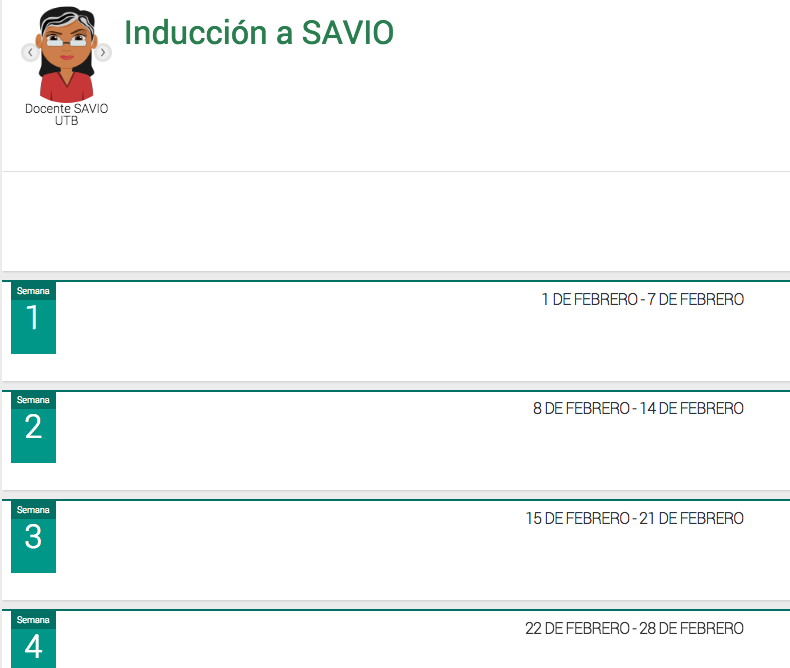 Inducción a SAVIO
Docente SAVIO
UTB
Semana
1
1 DE FEBRERO - 7 DE FEBRERO
Semana
2
8 DE FEBRERO - 14 DE FEBRERO
Semana
3
15 DE FEBRERO - 21 DE FEBRERO
Semana
4
22 DE FEBRERO - 28 DE FEBRERO